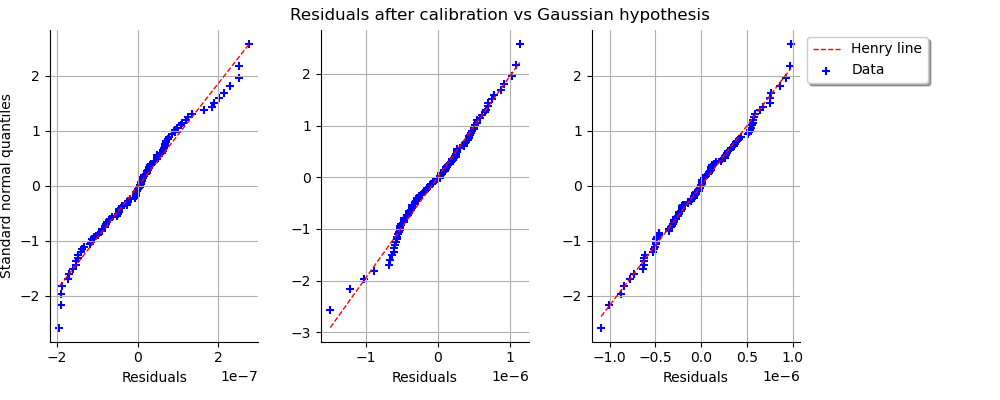 Residuals after calibration vs Gaussian hypothesis
Standard normal quantiles
2
1
0
−1
−2
−2
0
2
1e−7
Residuals
2
1
0
−1
−2
−3
−1
0
1
1e−6
Residuals
2
1
0
−1
−2
−1.0
−0.5
0.0
0.5
1.0
1e−6
Residuals
Henry line
Data